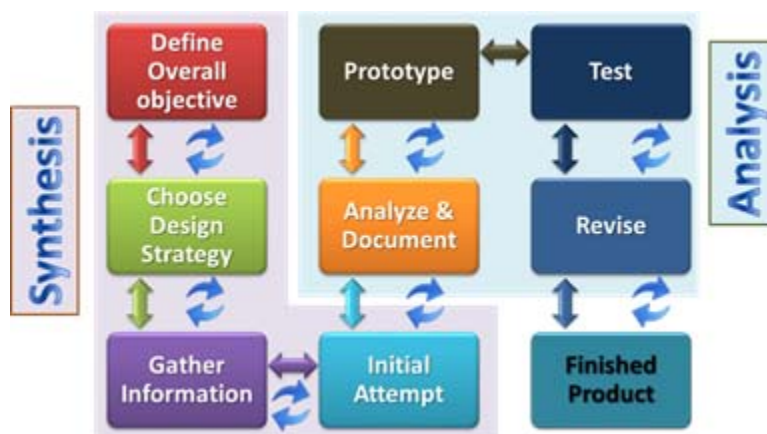 Synthesis
Define
Overall
objective
Choose
Design
Strategy
Gather
Information
Initial
Attempt
Analyze &
Document
Prototype
Test
Revise
Finished
Product
Analysis